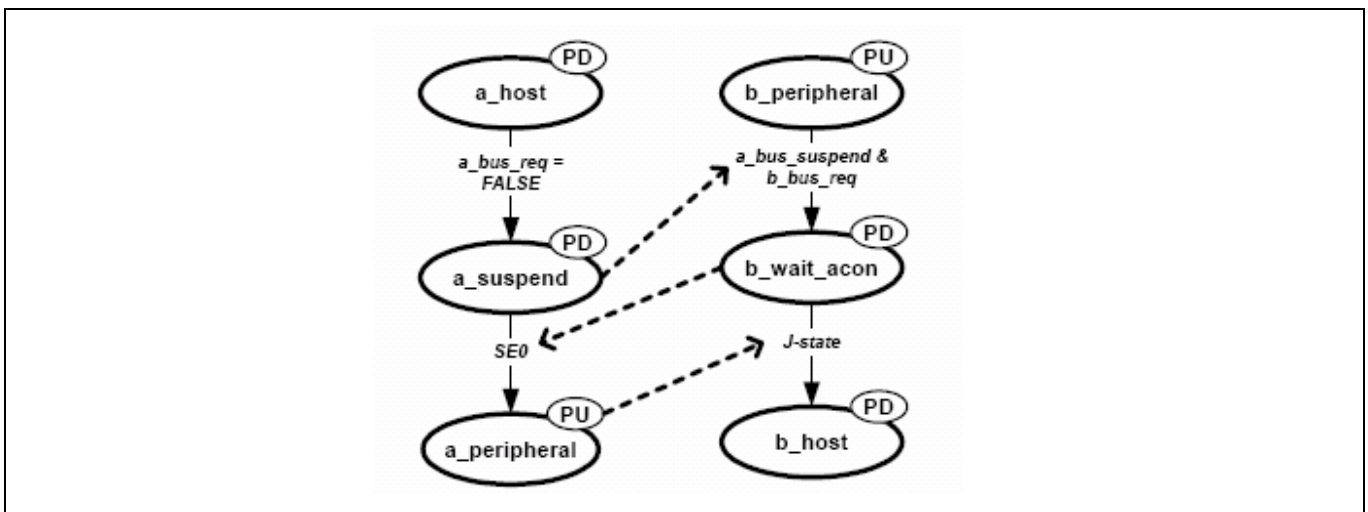 PD
PU
a_host
b_peripheral
a_bus_req =
FALSE
a_bus_suspend &
b_bus_req
PD
PD
a_suspend
b_wait_acon
SE0
J-state
PU
PD
a_peripheral
b_host